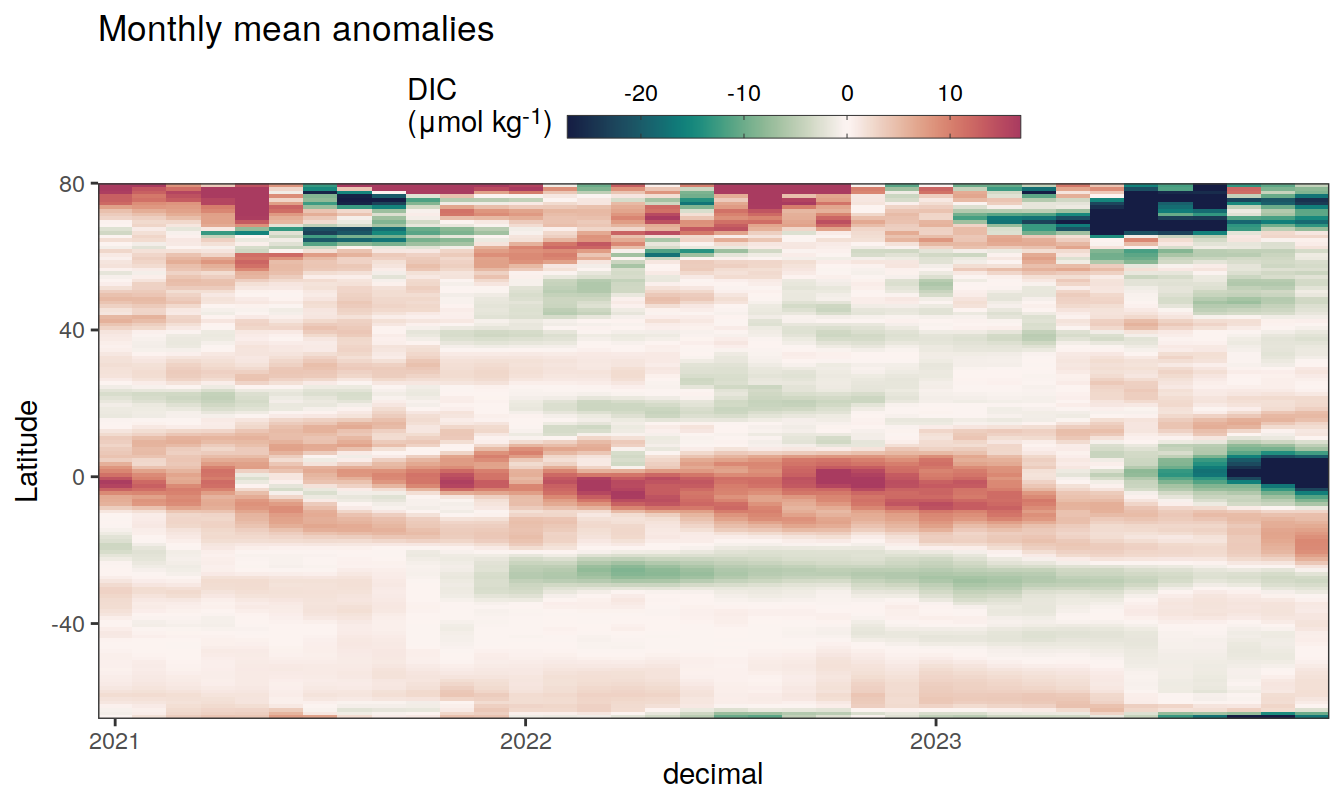 Monthly mean anomalies
DIC
(μmol kg⁻¹)
-20 -10 0 10
80
40
0
-40
Latitude
2021 2022 2023
decimal